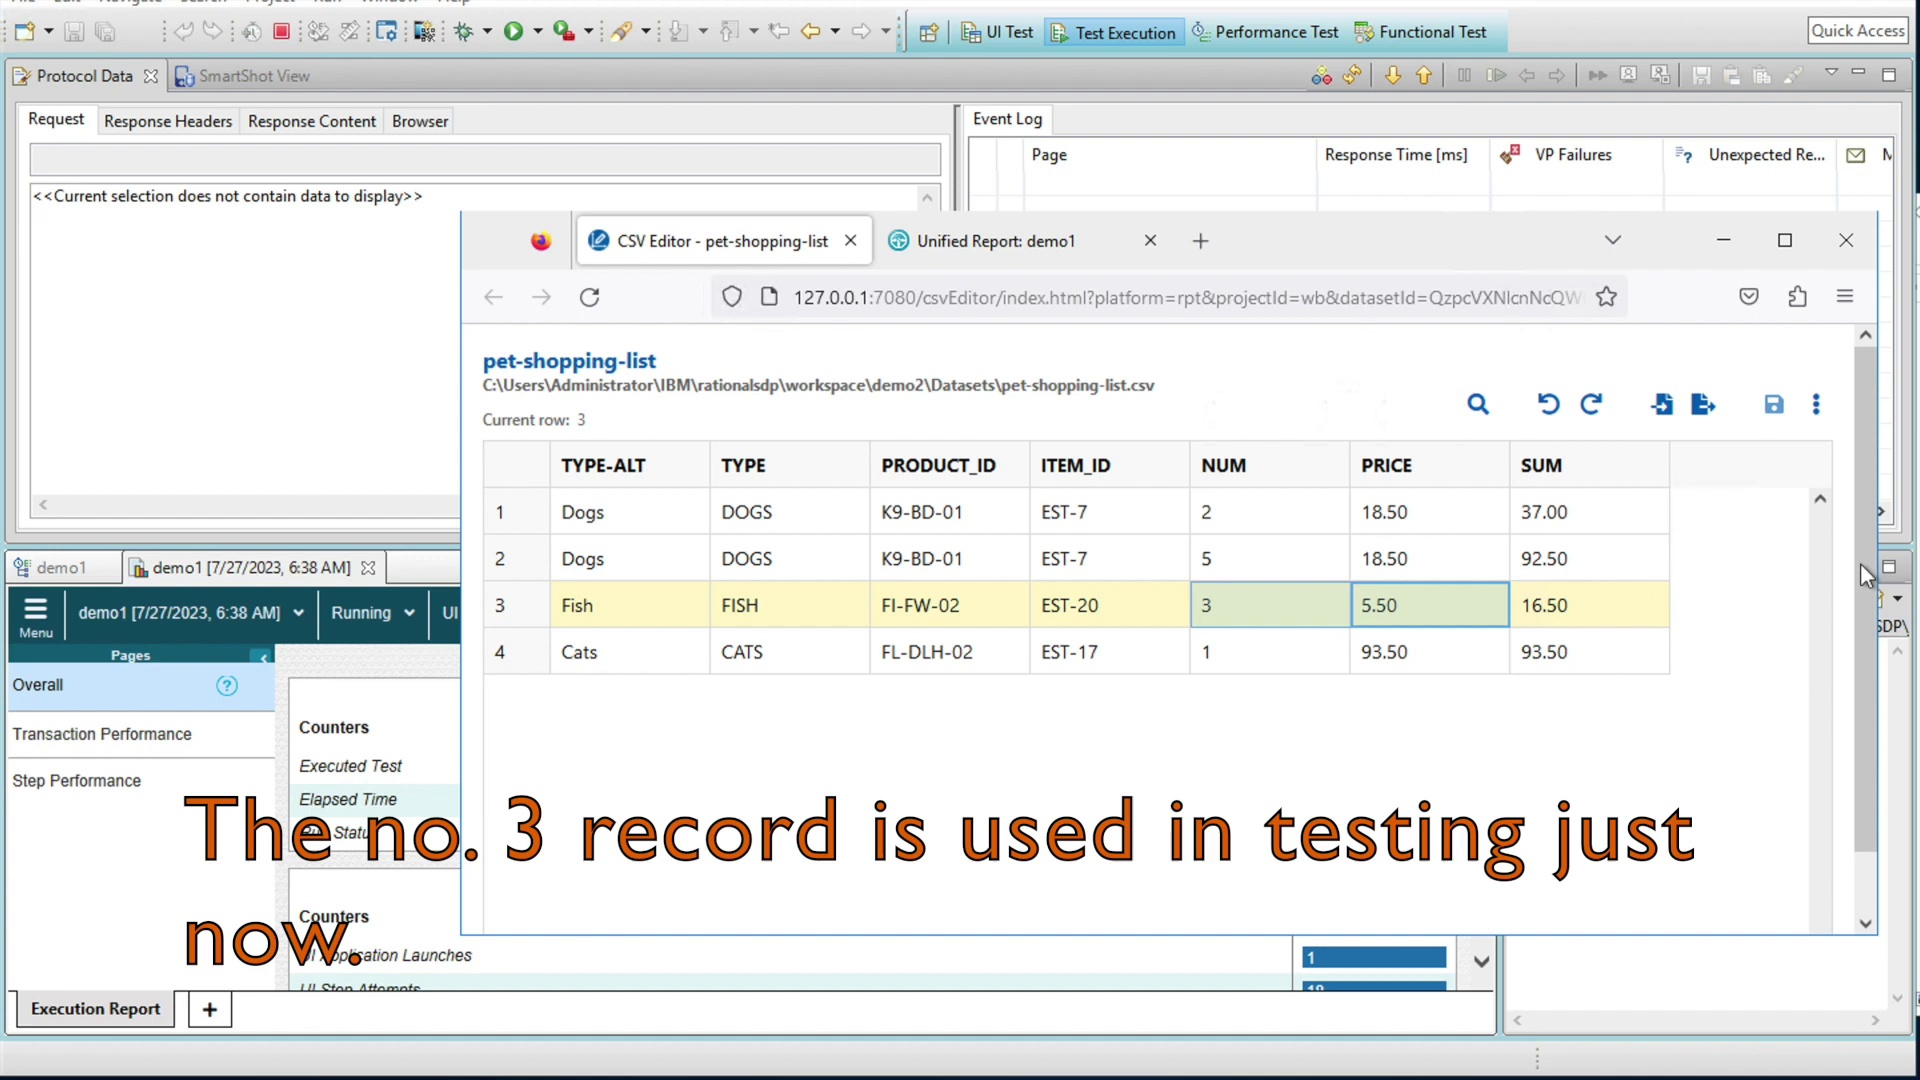 Quick Access
UI Test
Test Execution
Performance Test
Functional Test
Protocol Data
SmartShot View
Request
Response Headers
Response Content
Browser
<<Current selection does not contain data to display>>
Event Log
Page
Response Time [ms]
VP Failures
Unexpected Re...
CSV Editor - pet-shopping-list
Unified Report: demo1
127.0.0.1:7080/csvEditor/index.html?platform=rpt&projectId=wb&datasetId=QzpcVXNlcnNcQW
pet-shopping-list
C:\Users\Administrator\IBM\rationalsdp\workspace\demo2\Datasets\pet-shopping-list.csv
Current row: 3
TYPE-ALT TYPE PRODUCT_ID ITEM_ID NUM PRICE SUM
1 Dogs DOGS K9-BD-01 EST-7 2 18.50 37.00
2 Dogs DOGS K9-BD-01 EST-7 5 18.50 92.50
3 Fish FISH FI-FW-02 EST-20 3 5.50 16.50
4 Cats CATS FL-DLH-02 EST-17 1 93.50 93.50
demo1
demo1 [7/27/2023, 6:38 AM]
Menu
demo1 [7/27/2023, 6:38 AM]
Running
UI
SDP\
Pages
Overall
Transaction Performance
Step Performance
Counters
Executed Test
Elapsed Time
The no. 3 record is used in testing just
now.
Counters
UI Application Launches
1
UI Step Attempts
Execution Report